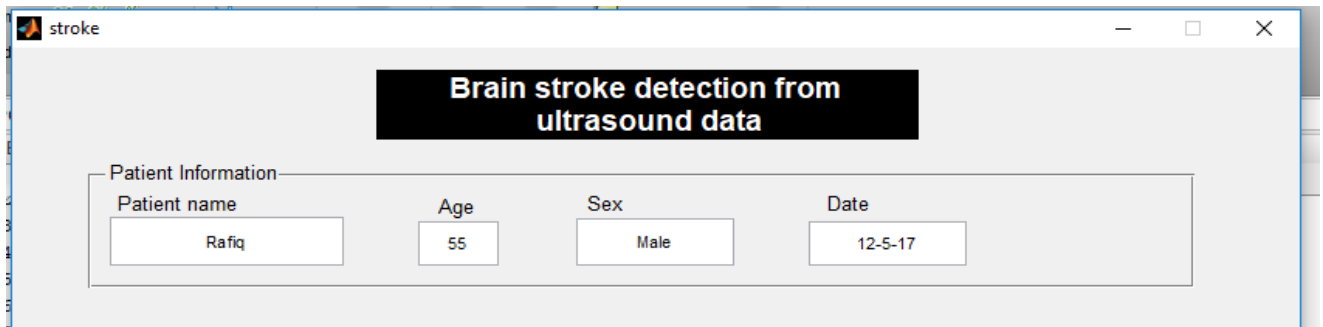 stroke
Brain stroke detection from
ultrasound data
Patient Information
Patient name Age Sex Date
Rafiq 55 Male 12-5-17